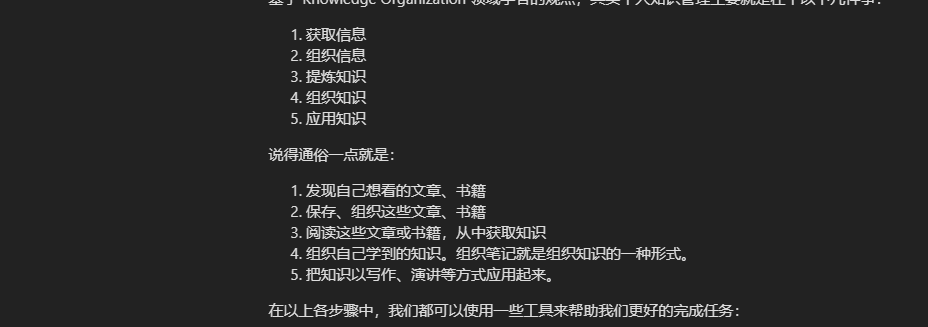 基于 Knowledge Organization 领域学者的观点，其实个人知识管理主要就是在干以下几件事：
1. 获取信息
2. 组织信息
3. 提炼知识
4. 组织知识
5. 应用知识
说得通俗一点就是：
1. 发现自己想看的文章、书籍
2. 保存、组织这些文章、书籍
3. 阅读这些文章或书籍，从中获取知识
4. 组织自己学到的知识。组织笔记就是组织知识的一种形式。
5. 把知识以写作、演讲等方式应用起来。
在以上各步骤中，我们都可以使用一些工具来帮助我们更好的完成任务：